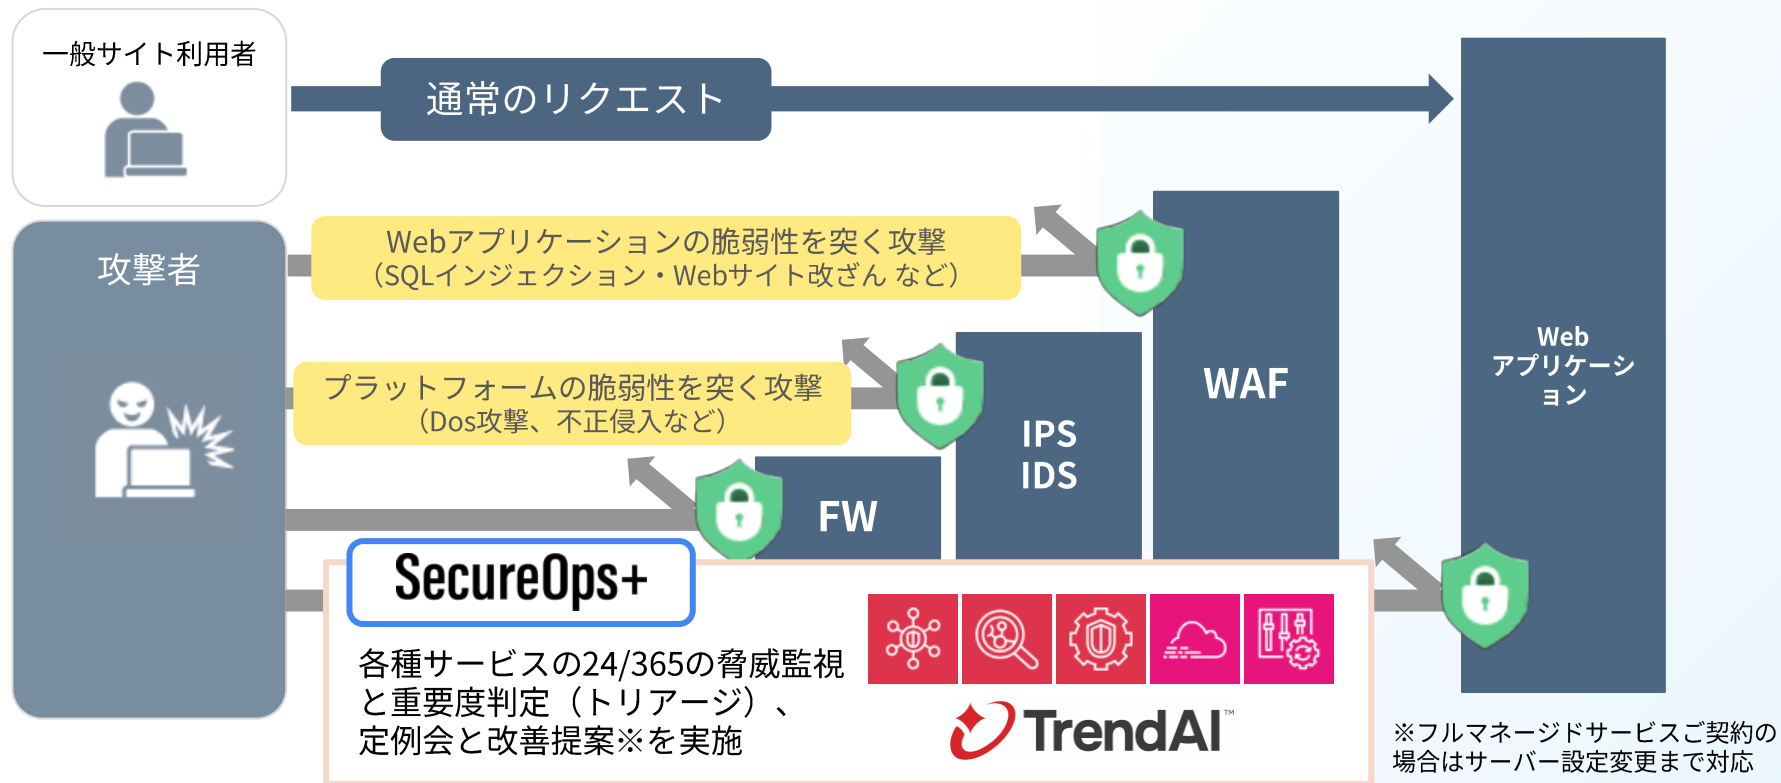 一般サイト利用者
通常のリクエスト
攻撃者
Webアプリケーションの脆弱性を突く攻撃
（SQLインジェクション・Webサイト改ざん など）
プラットフォームの脆弱性を突く攻撃
（Dos攻撃、不正侵入など）
FW
IPS
IDS
WAF
Web
アプリケーシ
ョン
SecureOps+
各種サービスの24/365の脅威監視
と重要度判定（トリアージ）、
定例会と改善提案※を実施
TrendAI™
※フルマネージドサービスご契約の
場合はサーバー設定変更まで対応